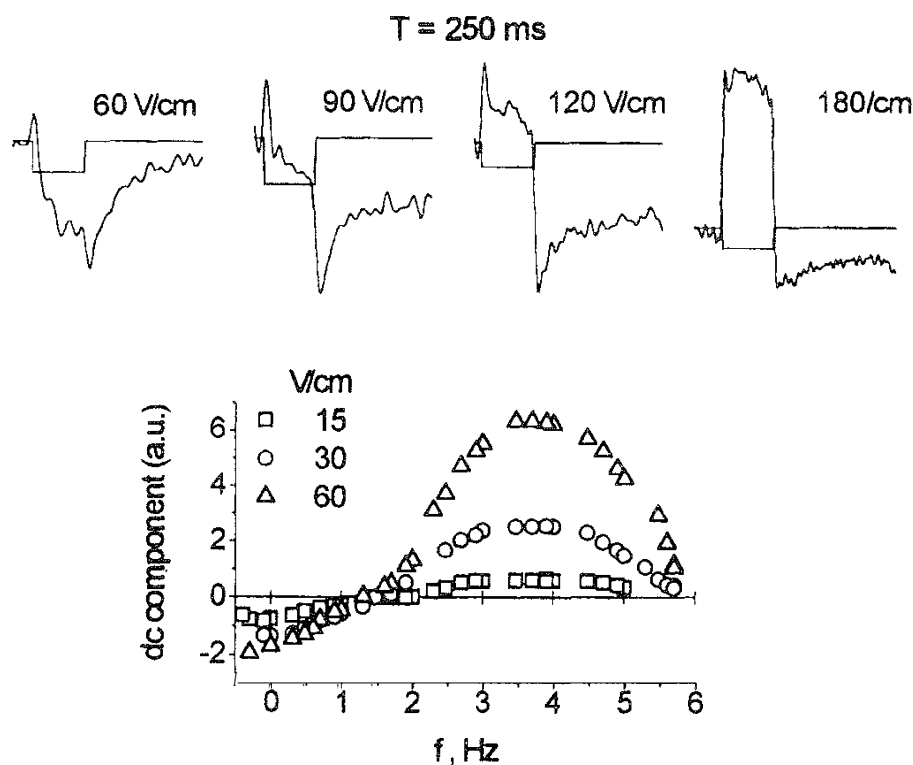 T = 250 ms
60 V/cm
90 V/cm
120 V/cm
180/cm
V/cm
15
30
60
dc component (a.u.)
6
4
2
0
-2
0 1 2 3 4 5 6
f, Hz